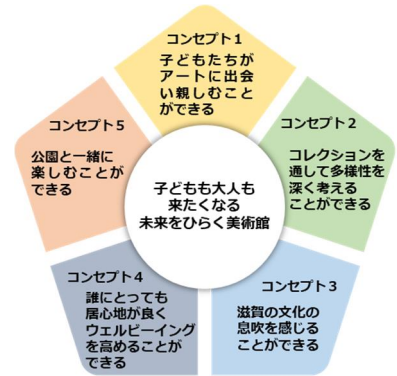 コンセプト1
子どもたちが
アートに出会
い親しむこと
ができる
コンセプト2
コレクションを
通して多様性を
深く考える
ことができる
コンセプト3
滋賀の文化の
息吹を感じる
ことができる
コンセプト4
誰にとっても
居心地が良く
ウェルビーイング
を高めることが
できる
コンセプト5
公園と一緒に
楽しむことが
できる
子どもも大人も
来たくなる
未来をひらく美術館